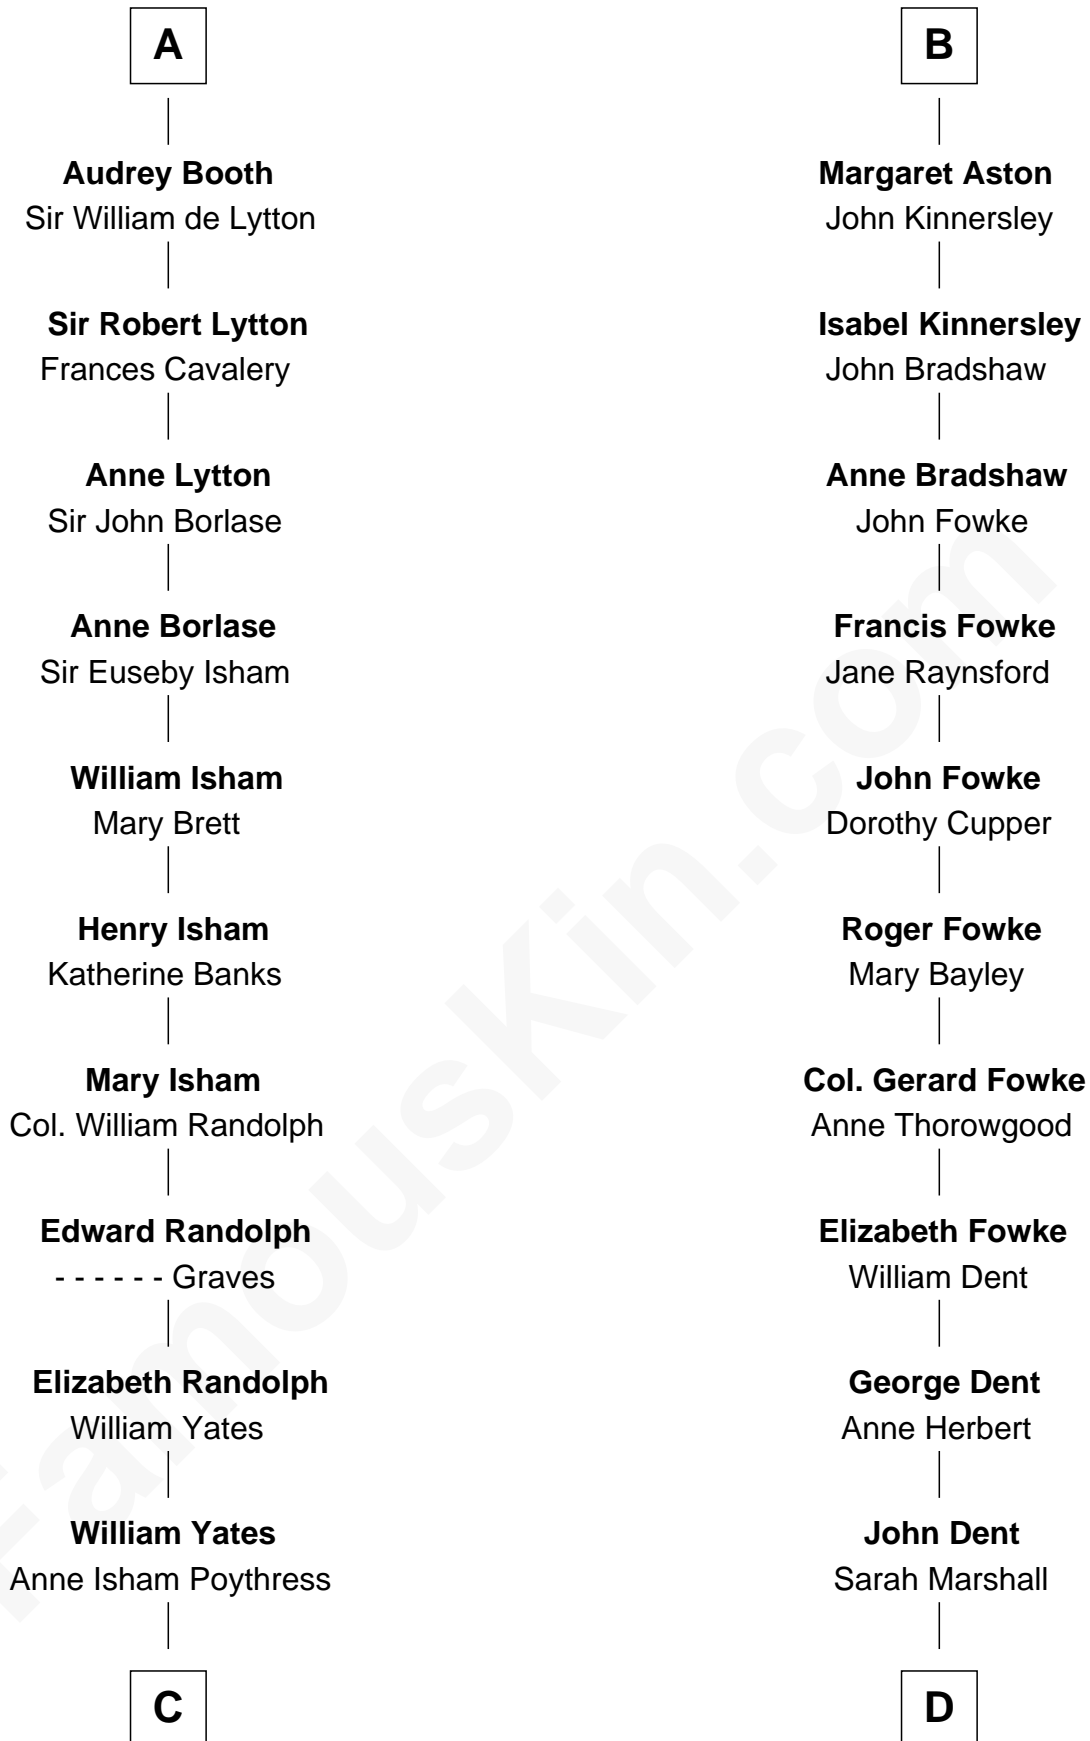 A
Audrey Booth
Sir William de Lytton
Sir Robert Lytton
Frances Cavalery
Anne Lytton
Sir John Borlase
Anne Borlase
Sir Euseby Isham
William Isham
Mary Brett
Henry Isham
Katherine Banks
Mary Isham
Col. William Randolph
Edward Randolph
- - - - - - Graves
Elizabeth Randolph
William Yates
William Yates
Anne Isham Poythress
C
B
Margaret Aston
John Kinnersley
Isabel Kinnersley
John Bradshaw
Anne Bradshaw
John Fowke
Francis Fowke
Jane Raynsford
John Fowke
Dorothy Cupper
Roger Fowke
Mary Bayley
Col. Gerard Fowke
Anne Thorowgood
Elizabeth Fowke
William Dent
George Dent
Anne Herbert
John Dent
Sarah Marshall
D
FamousKin.com